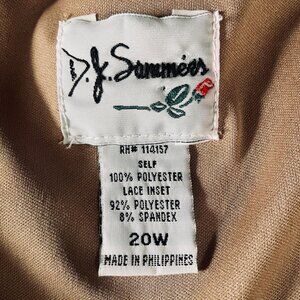 D.J. Summers
RN# 114157
SELF
100% POLYESTER
LACE INSET
92% POLYESTER
8% SPANDEX
20W
MADE IN PHILIPPINES